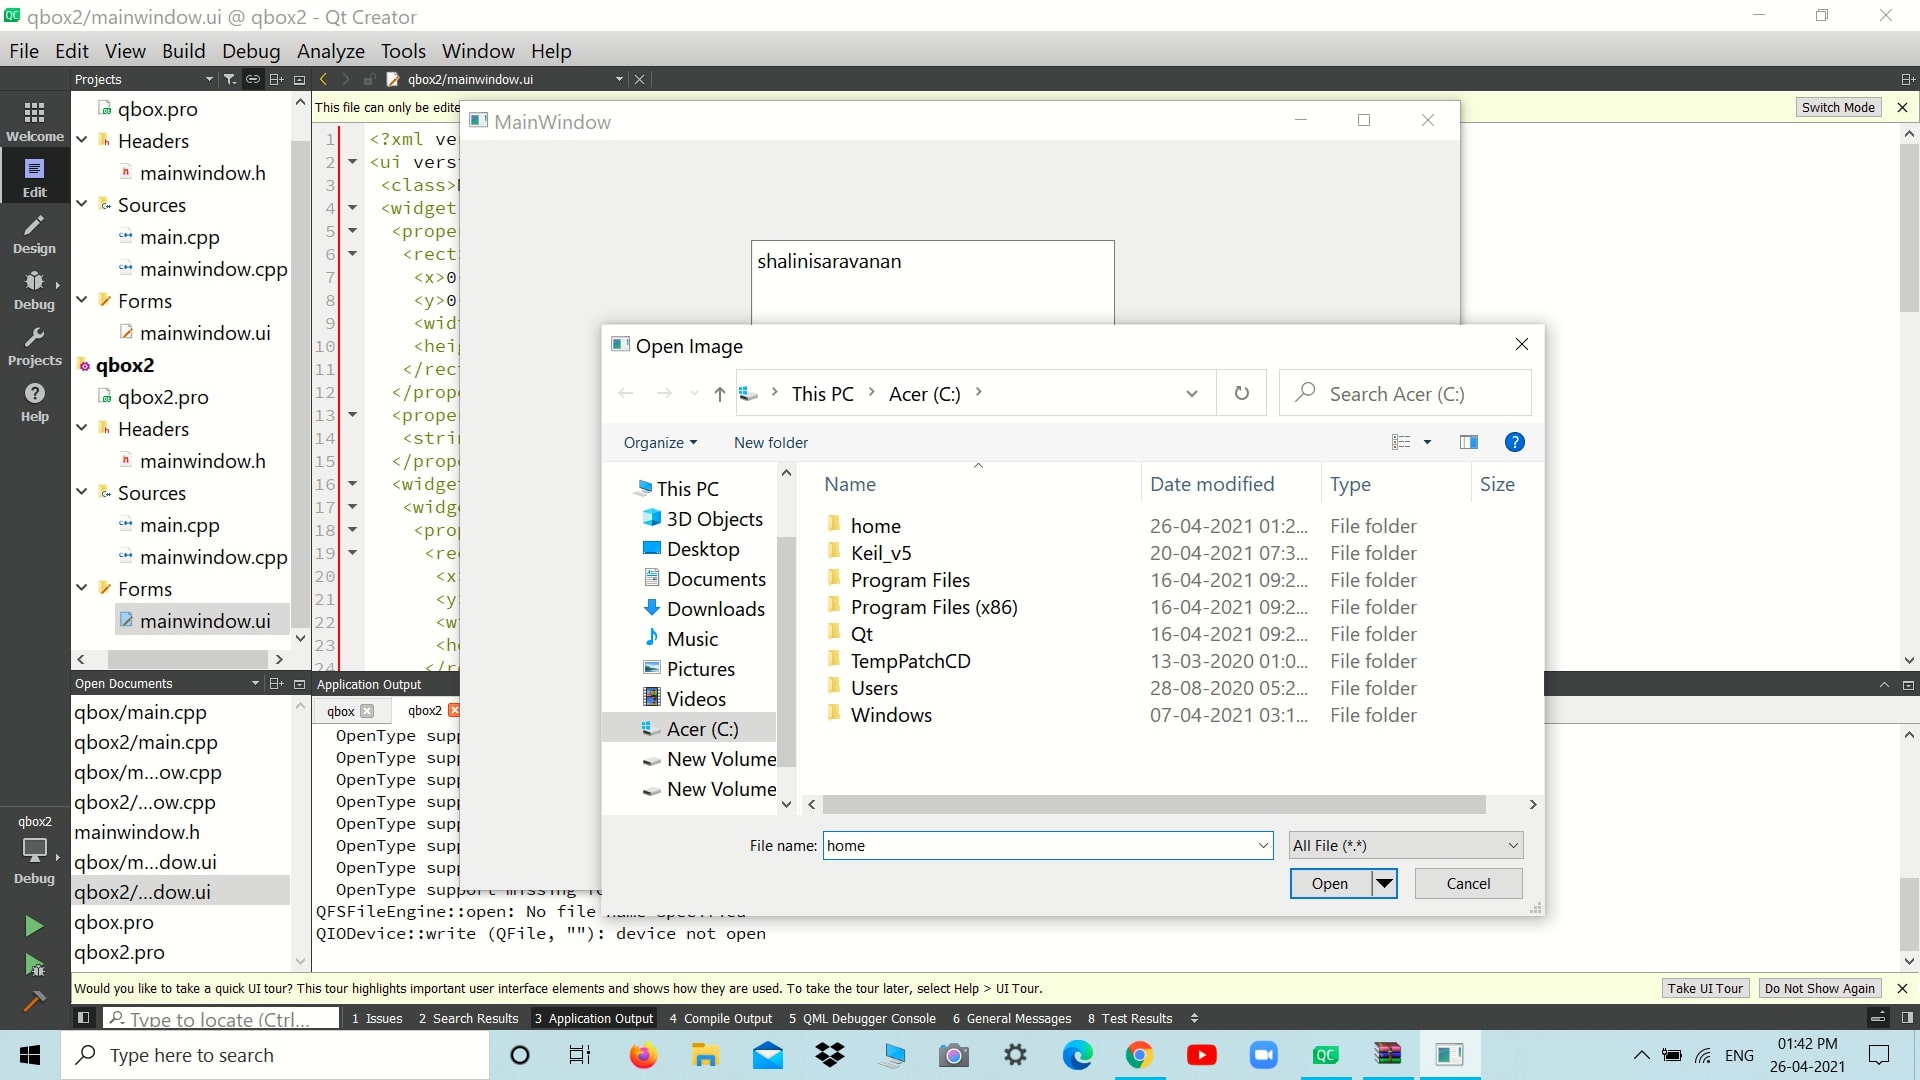 qbox2/mainwindow.ui @ qbox2 - Qt Creator
File Edit View Build Debug Analyze Tools Window Help
Projects
qbox2/mainwindow.ui
This file can only be edite
Switch Mode
Welcome
Edit
Design
Debug
Projects
Help
qbox.pro
Headers
mainwindow.h
Sources
main.cpp
mainwindow.cpp
Forms
mainwindow.ui
qbox2
qbox2.pro
Headers
mainwindow.h
Sources
main.cpp
mainwindow.cpp
Forms
mainwindow.ui
1 <?xml ve
2 <ui vers
3 <class>
4 <widget
5 <prope
6 <rect
7 <x>0
8 <y>0
9 <wid
10 <hei
11 </rec
12 </prop
13 <prope
14 <stri
15 </prop
16 <widge
17 <widg
18 <pro
19 <re
20 <x
21 <y
22 <w
23 <h
24 </r
MainWindow
shalinisaravanan
Open Image
This PC > Acer (C:) >
Search Acer (C:)
Organize
New folder
This PC
3D Objects
Desktop
Documents
Downloads
Music
Pictures
Videos
Acer (C:)
New Volume
New Volume
Name Date modified Type Size
home 26-04-2021 01:2... File folder
Keil_v5 20-04-2021 07:3... File folder
Program Files 16-04-2021 09:2... File folder
Program Files (x86) 16-04-2021 09:2... File folder
Qt 16-04-2021 09:2... File folder
TempPatchCD 13-03-2020 01:0... File folder
Users 28-08-2020 05:2... File folder
Windows 07-04-2021 03:1... File folder
File name: home
All File (*.*)
Open
Cancel
Open Documents
qbox/main.cpp
qbox2/main.cpp
qbox/m...ow.cpp
qbox2/...ow.cpp
mainwindow.h
qbox/m...dow.ui
qbox2/...dow.ui
qbox.pro
qbox2.pro
qbox2
Debug
Application Output
qbox
qbox2
OpenType supp
OpenType supp
OpenType supp
OpenType supp
OpenType supp
OpenType supp
OpenType supp
OpenType support missing fo
QFSFileEngine::open: No file name specified
QIODevice::write (QFile, ""): device not open
Would you like to take a quick UI tour? This tour highlights important user interface elements and shows how they are used. To take the tour later, select Help > UI Tour.
Take UI Tour
Do Not Show Again
Type to locate (Ctrl...
1 Issues 2 Search Results 3 Application Output 4 Compile Output 5 QML Debugger Console 6 General Messages 8 Test Results
Type here to search
ENG
01:42 PM
26-04-2021